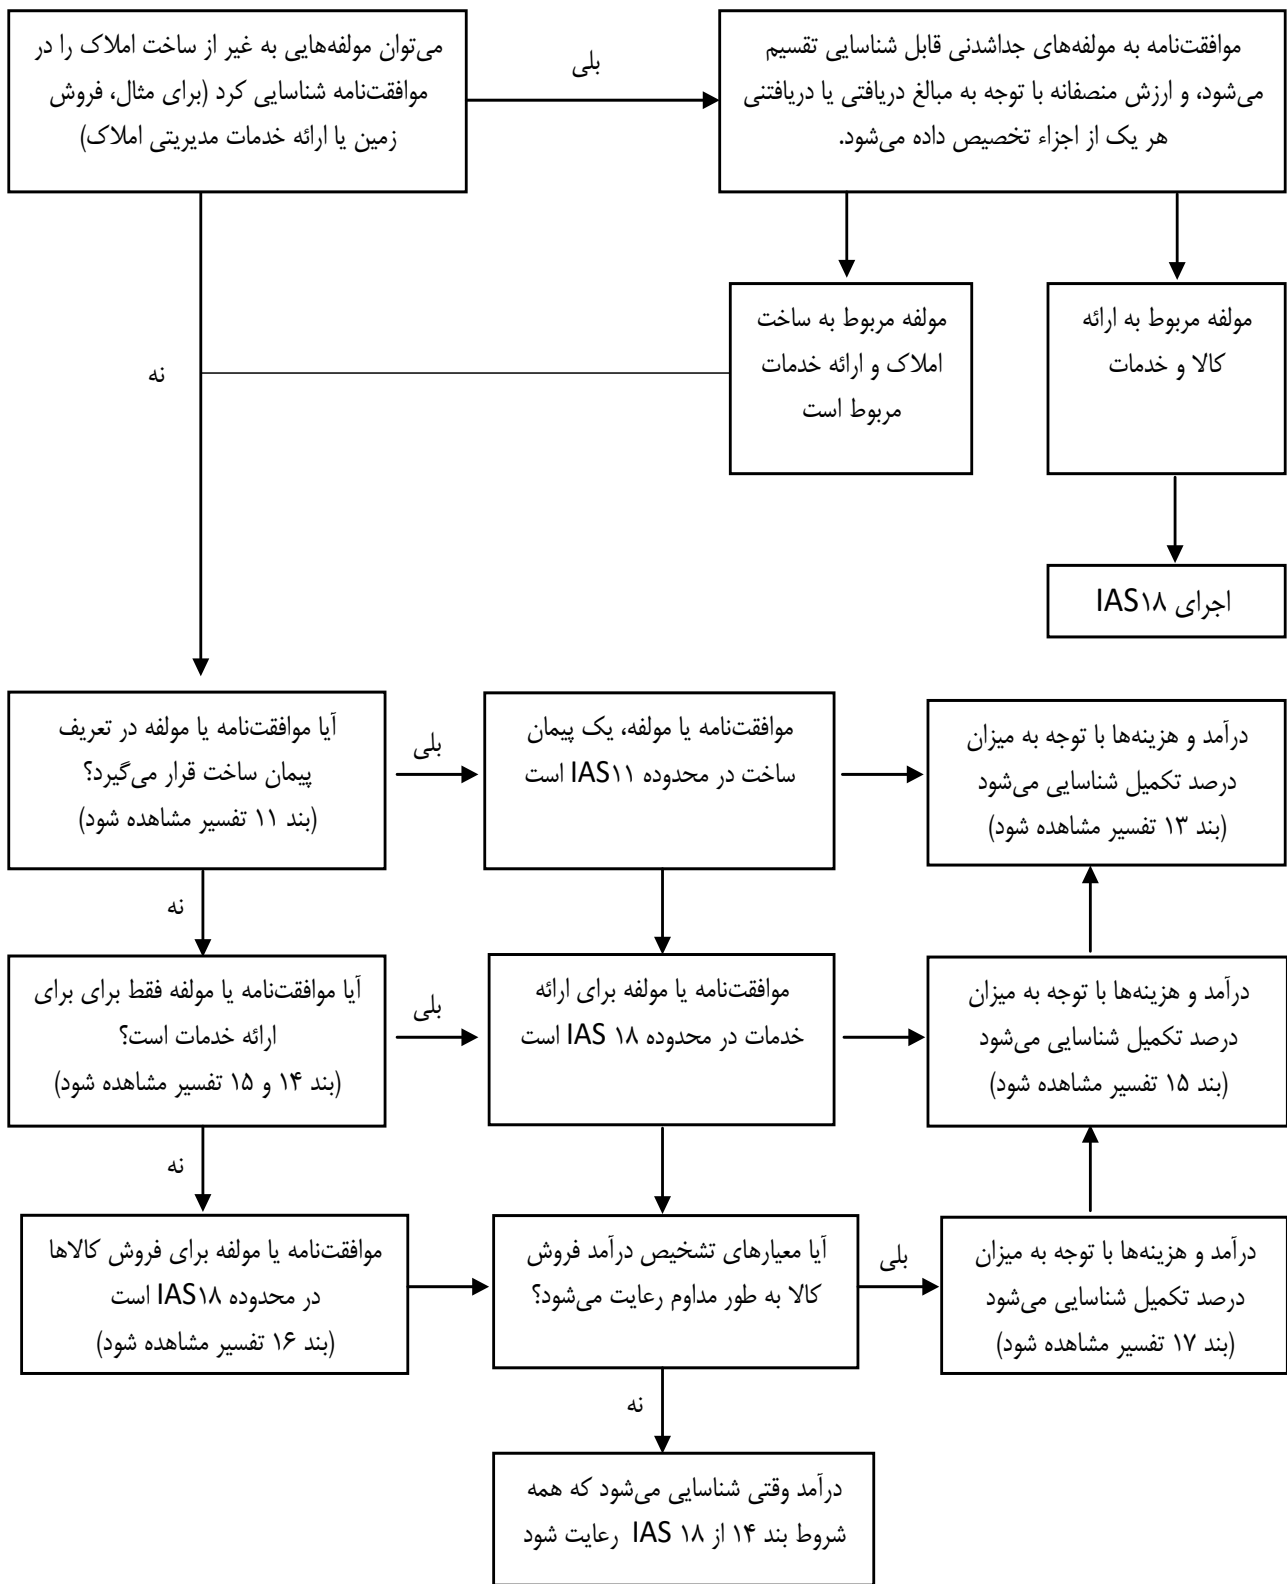 می‌توان مولفه‌هایی به غیر از ساخت املاک را در
موافقت‌نامه شناسایی کرد (برای مثال، فروش
زمین یا ارائه خدمات مدیریتی املاک)
بلی
موافقت‌نامه به مولفه‌های جداشدنی قابل شناسایی تقسیم
می‌شود، و ارزش منصفانه با توجه به مبالغ دریافتی یا دریافتنی
هر یک از اجزاء تخصیص داده می‌شود.
نه
مولفه مربوط به ساخت
املاک و ارائه خدمات
مربوط است
مولفه مربوط به ارائه
کالا و خدمات
اجرای IAS۱۸
آیا موافقت‌نامه یا مولفه در تعریف
پیمان ساخت قرار می‌گیرد؟
(بند ۱۱ تفسیر مشاهده شود)
بلی
موافقت‌نامه یا مولفه، یک پیمان
ساخت در محدوده IAS۱۱ است
درآمد و هزینه‌ها با توجه به میزان
درصد تکمیل شناسایی می‌شود
(بند ۱۳ تفسیر مشاهده شود)
نه
آیا موافقت‌نامه یا مولفه فقط برای برای
ارائه خدمات است؟
(بند ۱۴ و ۱۵ تفسیر مشاهده شود)
بلی
موافقت‌نامه یا مولفه برای ارائه
خدمات در محدوده IAS ۱۸ است
درآمد و هزینه‌ها با توجه به میزان
درصد تکمیل شناسایی می‌شود
(بند ۱۵ تفسیر مشاهده شود)
نه
موافقت‌نامه یا مولفه برای فروش کالاها
در محدوده IAS۱۸ است
(بند ۱۶ تفسیر مشاهده شود)
آیا معیارهای تشخیص درآمد فروش
کالا به طور مداوم رعایت می‌شود؟
بلی
درآمد و هزینه‌ها با توجه به میزان
درصد تکمیل شناسایی می‌شود
(بند ۱۷ تفسیر مشاهده شود)
نه
درآمد وقتی شناسایی می‌شود که همه
شروط بند ۱۴ از IAS ۱۸ رعایت شود